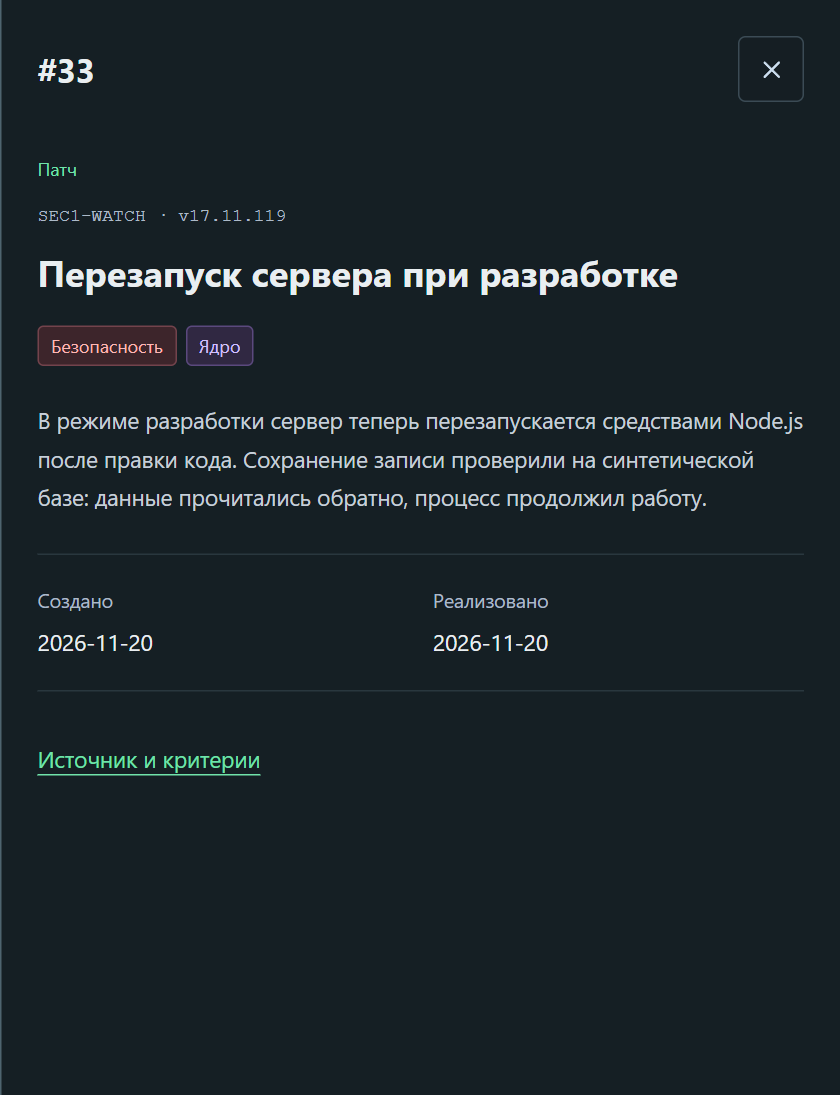 #33
Патч
SEC1-WATCH · v17.11.119
Перезапуск сервера при разработке
Безопасность Ядро
В режиме разработки сервер теперь перезапускается средствами Node.js
после правки кода. Сохранение записи проверили на синтетической
базе: данные прочитались обратно, процесс продолжил работу.
Создано Реализовано
2026-11-20 2026-11-20
Источник и критерии